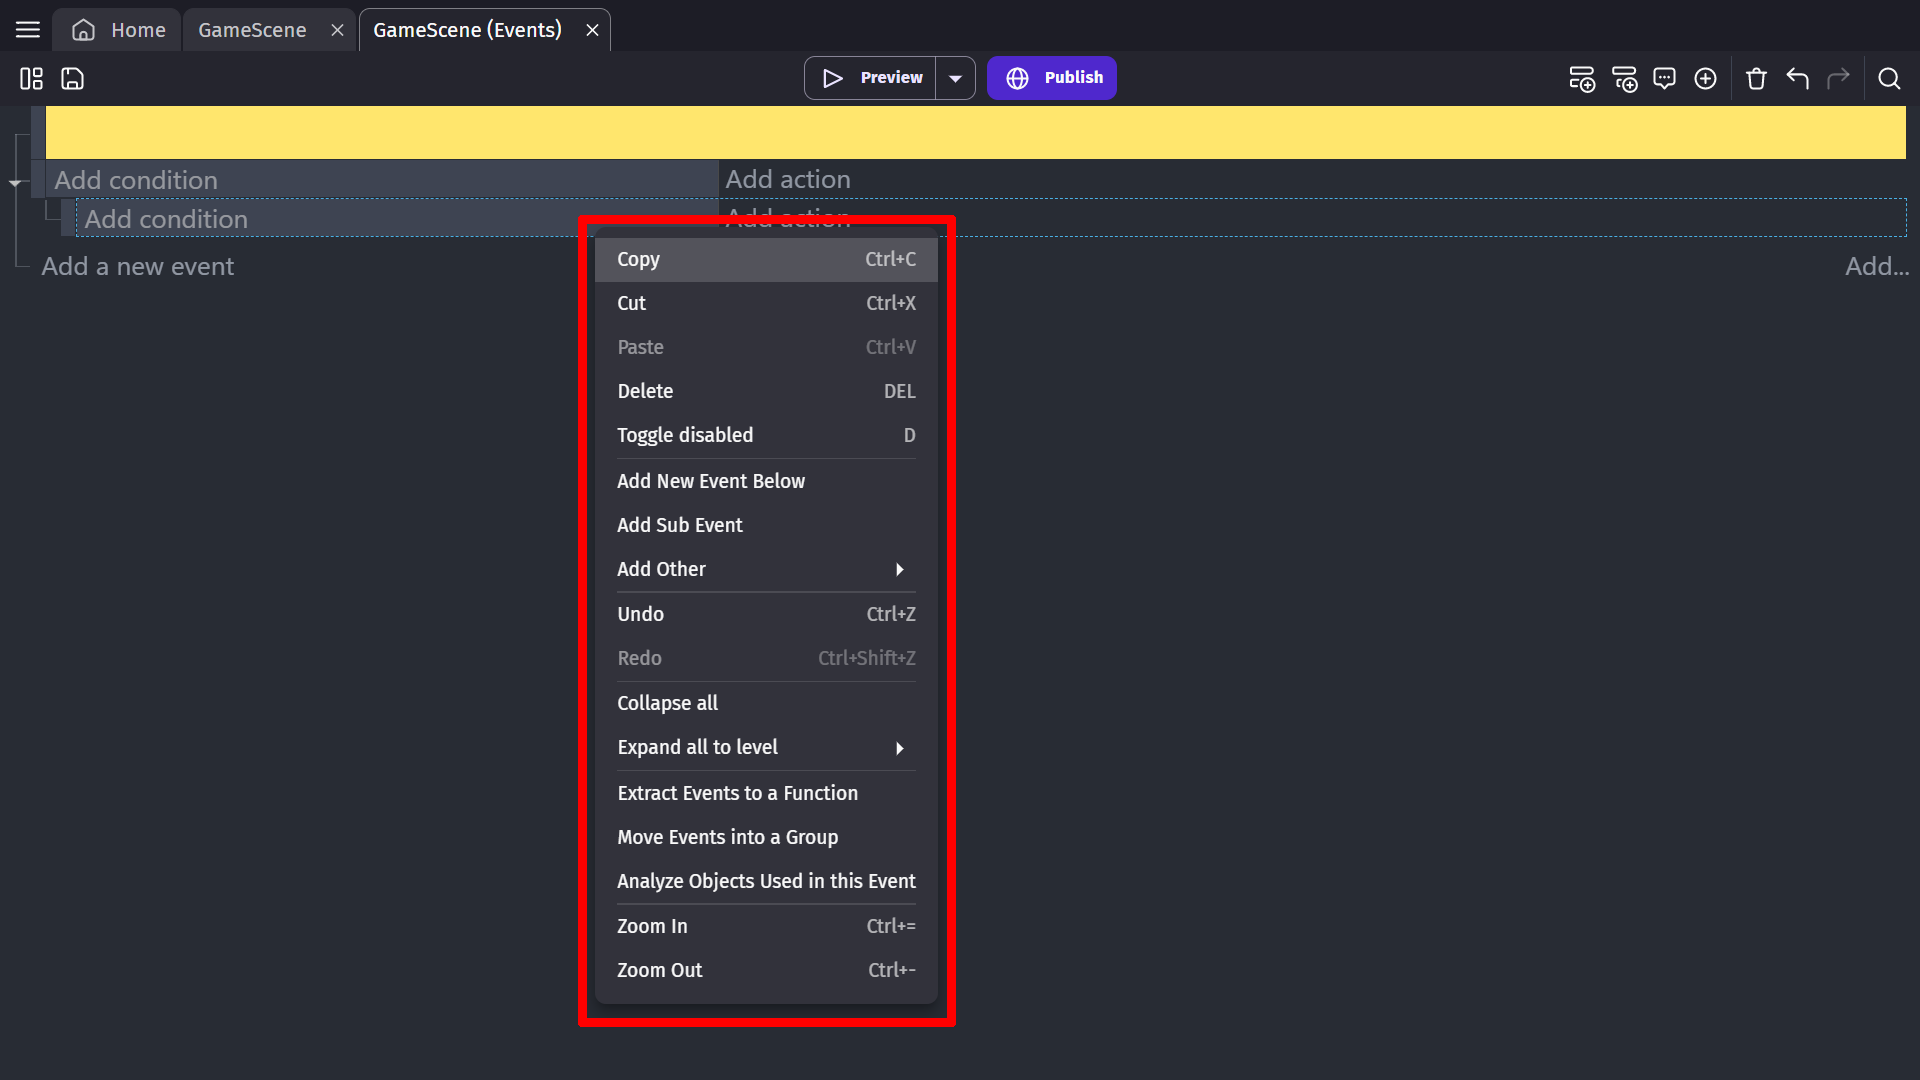 Home
GameScene
GameScene (Events)
Preview
Publish
Add condition
Add action
Add condition
Add action
Add a new event
Add...
Copy Ctrl+C
Cut Ctrl+X
Paste Ctrl+V
Delete DEL
Toggle disabled D
Add New Event Below
Add Sub Event
Add Other
Undo Ctrl+Z
Redo Ctrl+Shift+Z
Collapse all
Expand all to level
Extract Events to a Function
Move Events into a Group
Analyze Objects Used in this Event
Zoom In Ctrl+=
Zoom Out Ctrl+-